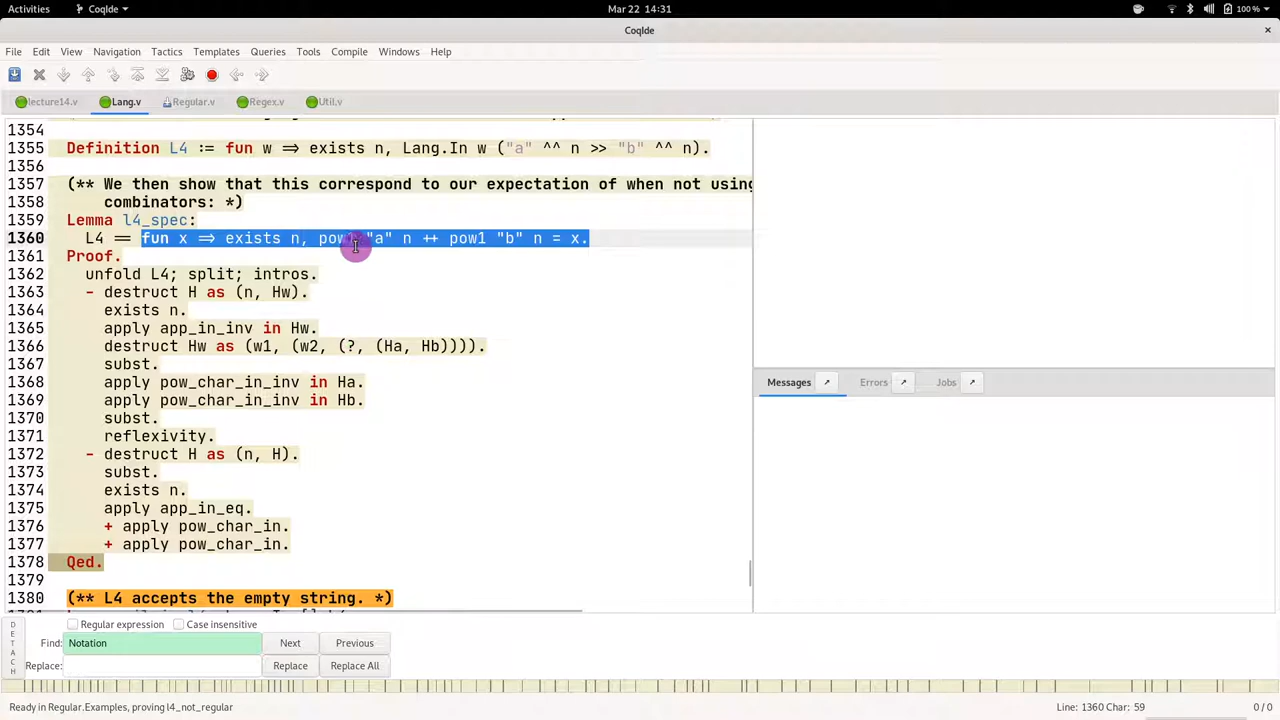 Activities CoqIde Mar 22 14:31 100 %
CoqIde
File Edit View Navigation Tactics Templates Queries Tools Compile Windows Help
lecture14.v Lang.v Regular.v Regex.v Util.v
1354
1355 Definition L4 := fun w => exists n, Lang.In w ("a" ^^ n >> "b" ^^ n).
1356
1357 (** We then show that this correspond to our expectation of when not using
1358 combinators: *)
1359 Lemma l4_spec:
1360 L4 == fun x => exists n, pow1 "a" n ++ pow1 "b" n = x.
1361 Proof.
1362 unfold L4; split; intros.
1363 - destruct H as (n, Hw).
1364 exists n.
1365 apply app_in_inv in Hw.
1366 destruct Hw as (w1, (w2, (?, (Ha, Hb)))).
1367 subst.
1368 apply pow_char_in_inv in Ha.
1369 apply pow_char_in_inv in Hb.
1370 subst.
1371 reflexivity.
1372 - destruct H as (n, H).
1373 subst.
1374 exists n.
1375 apply app_in_eq.
1376 + apply pow_char_in.
1377 + apply pow_char_in.
1378 Qed.
1379
1380 (** L4 accepts the empty string. *)
Messages Errors Jobs
DETACH
Regular expression Case insensitive
Find: Notation Next Previous
Replace: Replace Replace All
Ready in Regular.Examples, proving l4_not_regular Line: 1360 Char: 59 0 / 0